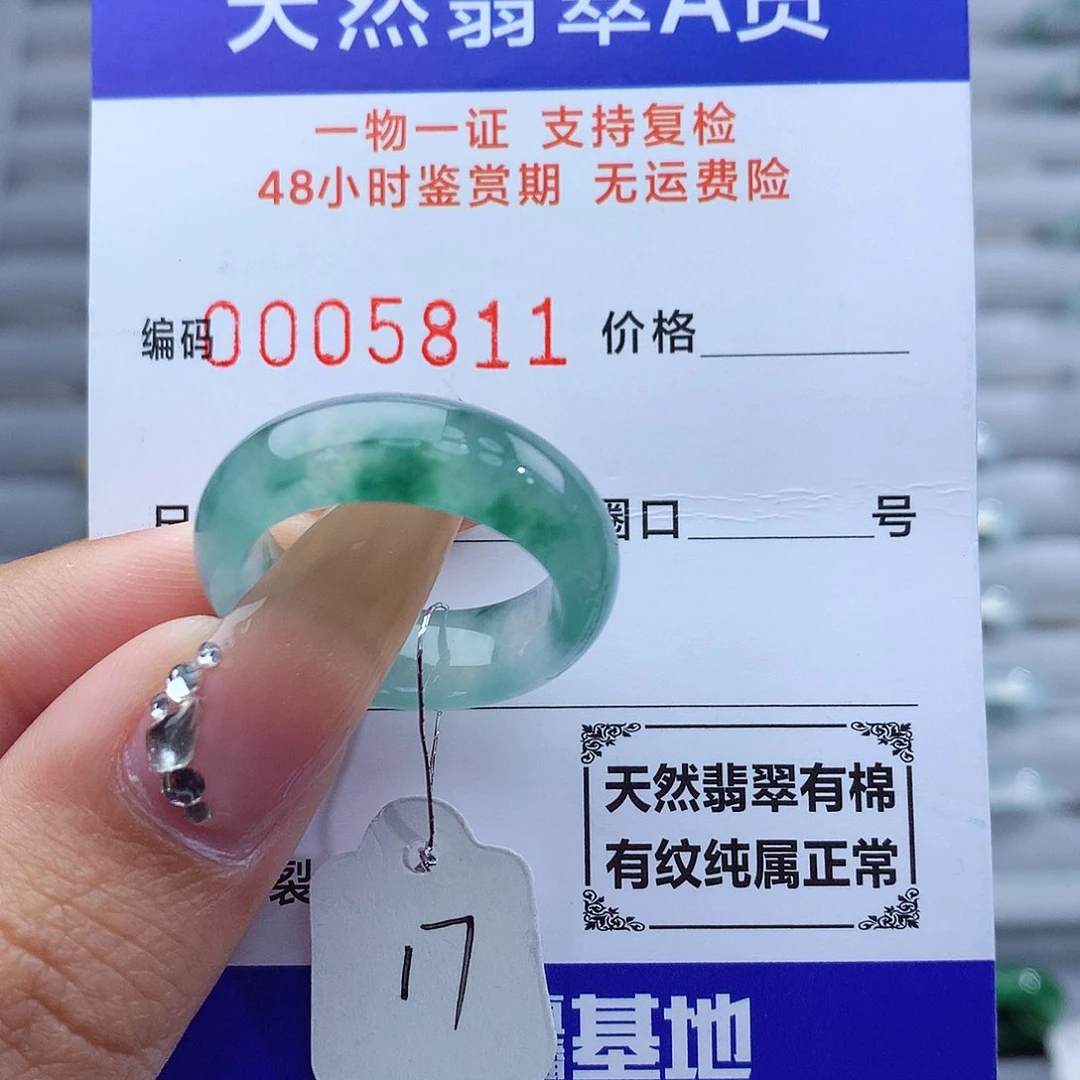 天然翡翠A货
一物一证 支持复检
48小时鉴赏期 无运费险
编码0005811 价格
圈口 号
天然翡翠有棉
有纹纯属正常
裂
17
基地